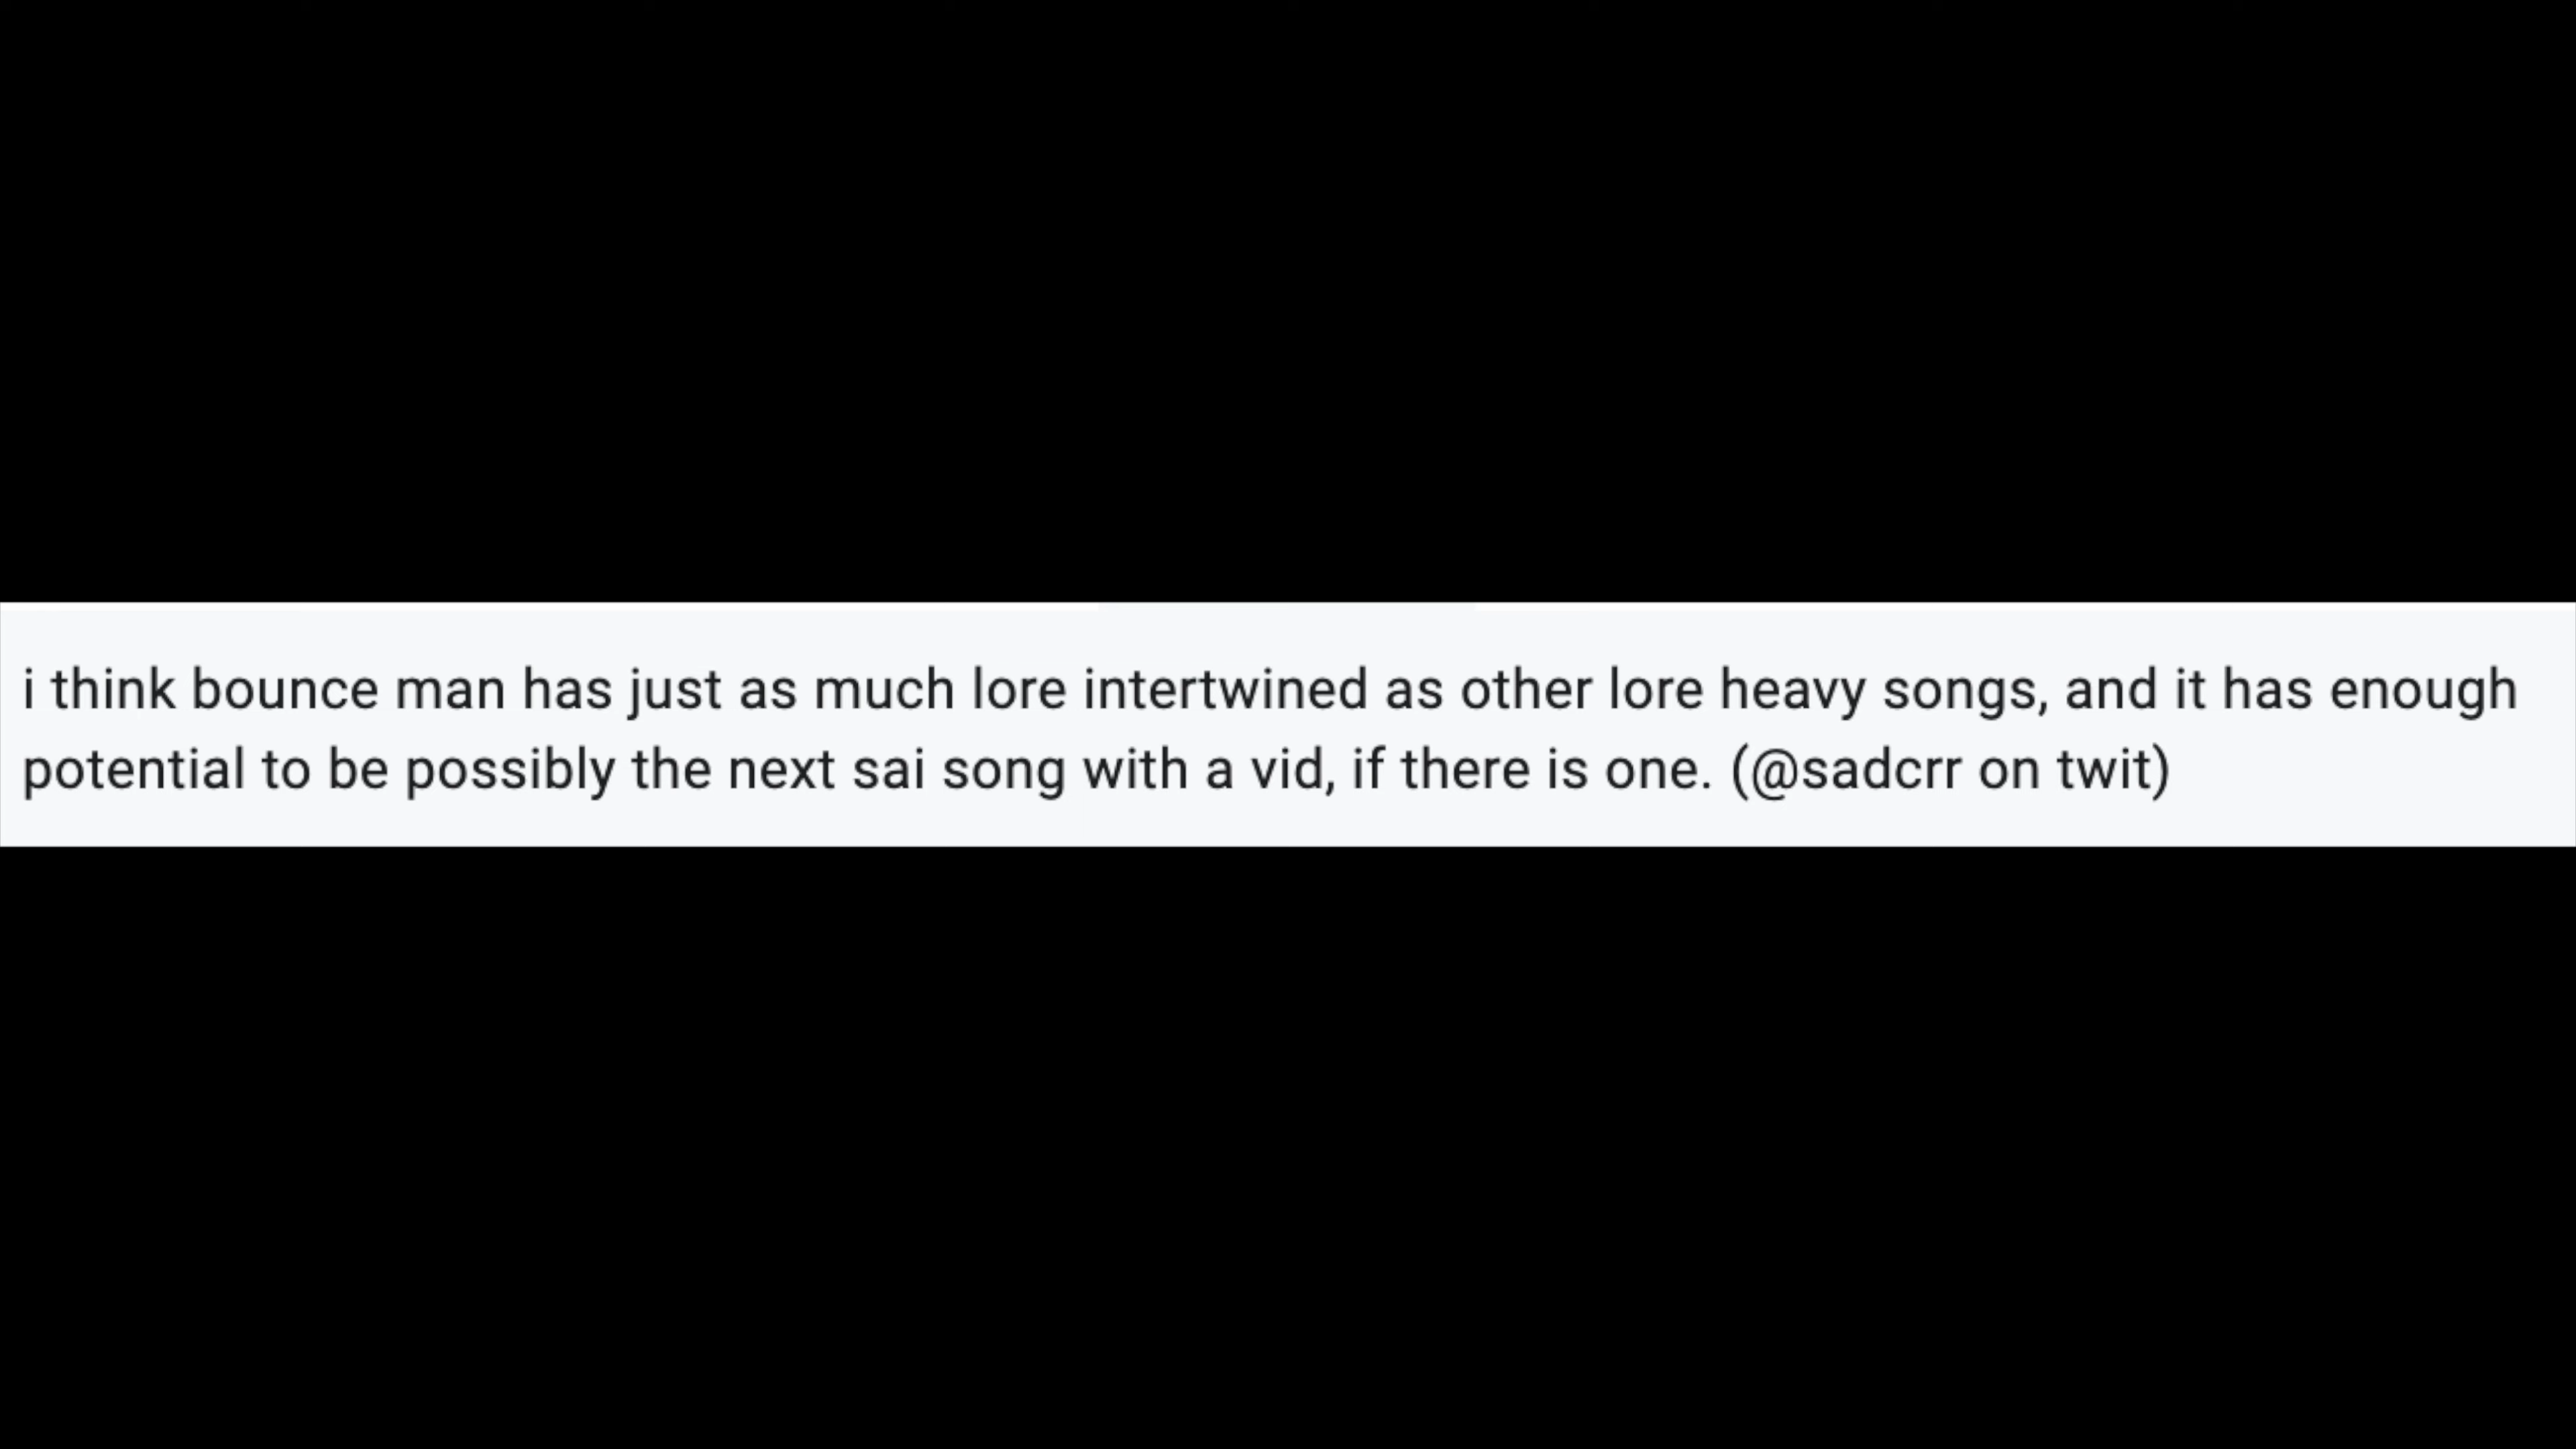 i think bounce man has just as much lore intertwined as other lore heavy songs, and it has enough
potential to be possibly the next sai song with a vid, if there is one. (@sadcrr on twit)